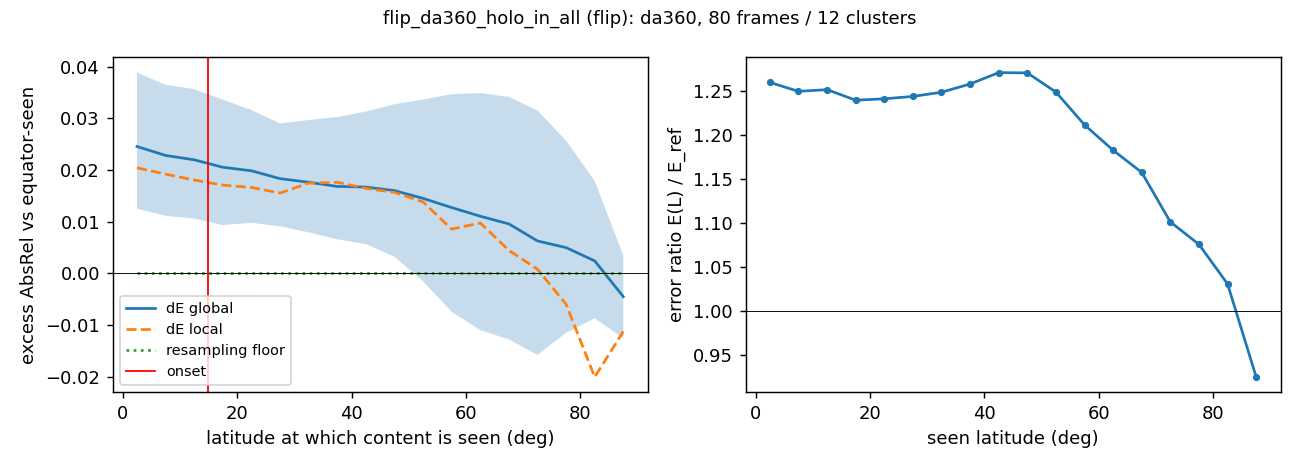 flip_da360_holo_in_all (flip): da360, 80 frames / 12 clusters
excess AbsRel vs equator-seen
0.04
0.03
0.02
0.01
0.00
−0.01
−0.02
dE global
dE local
resampling floor
onset
0 20 40 60 80
latitude at which content is seen (deg)
error ratio E(L) / E_ref
1.25
1.20
1.15
1.10
1.05
1.00
0.95
0 20 40 60 80
seen latitude (deg)